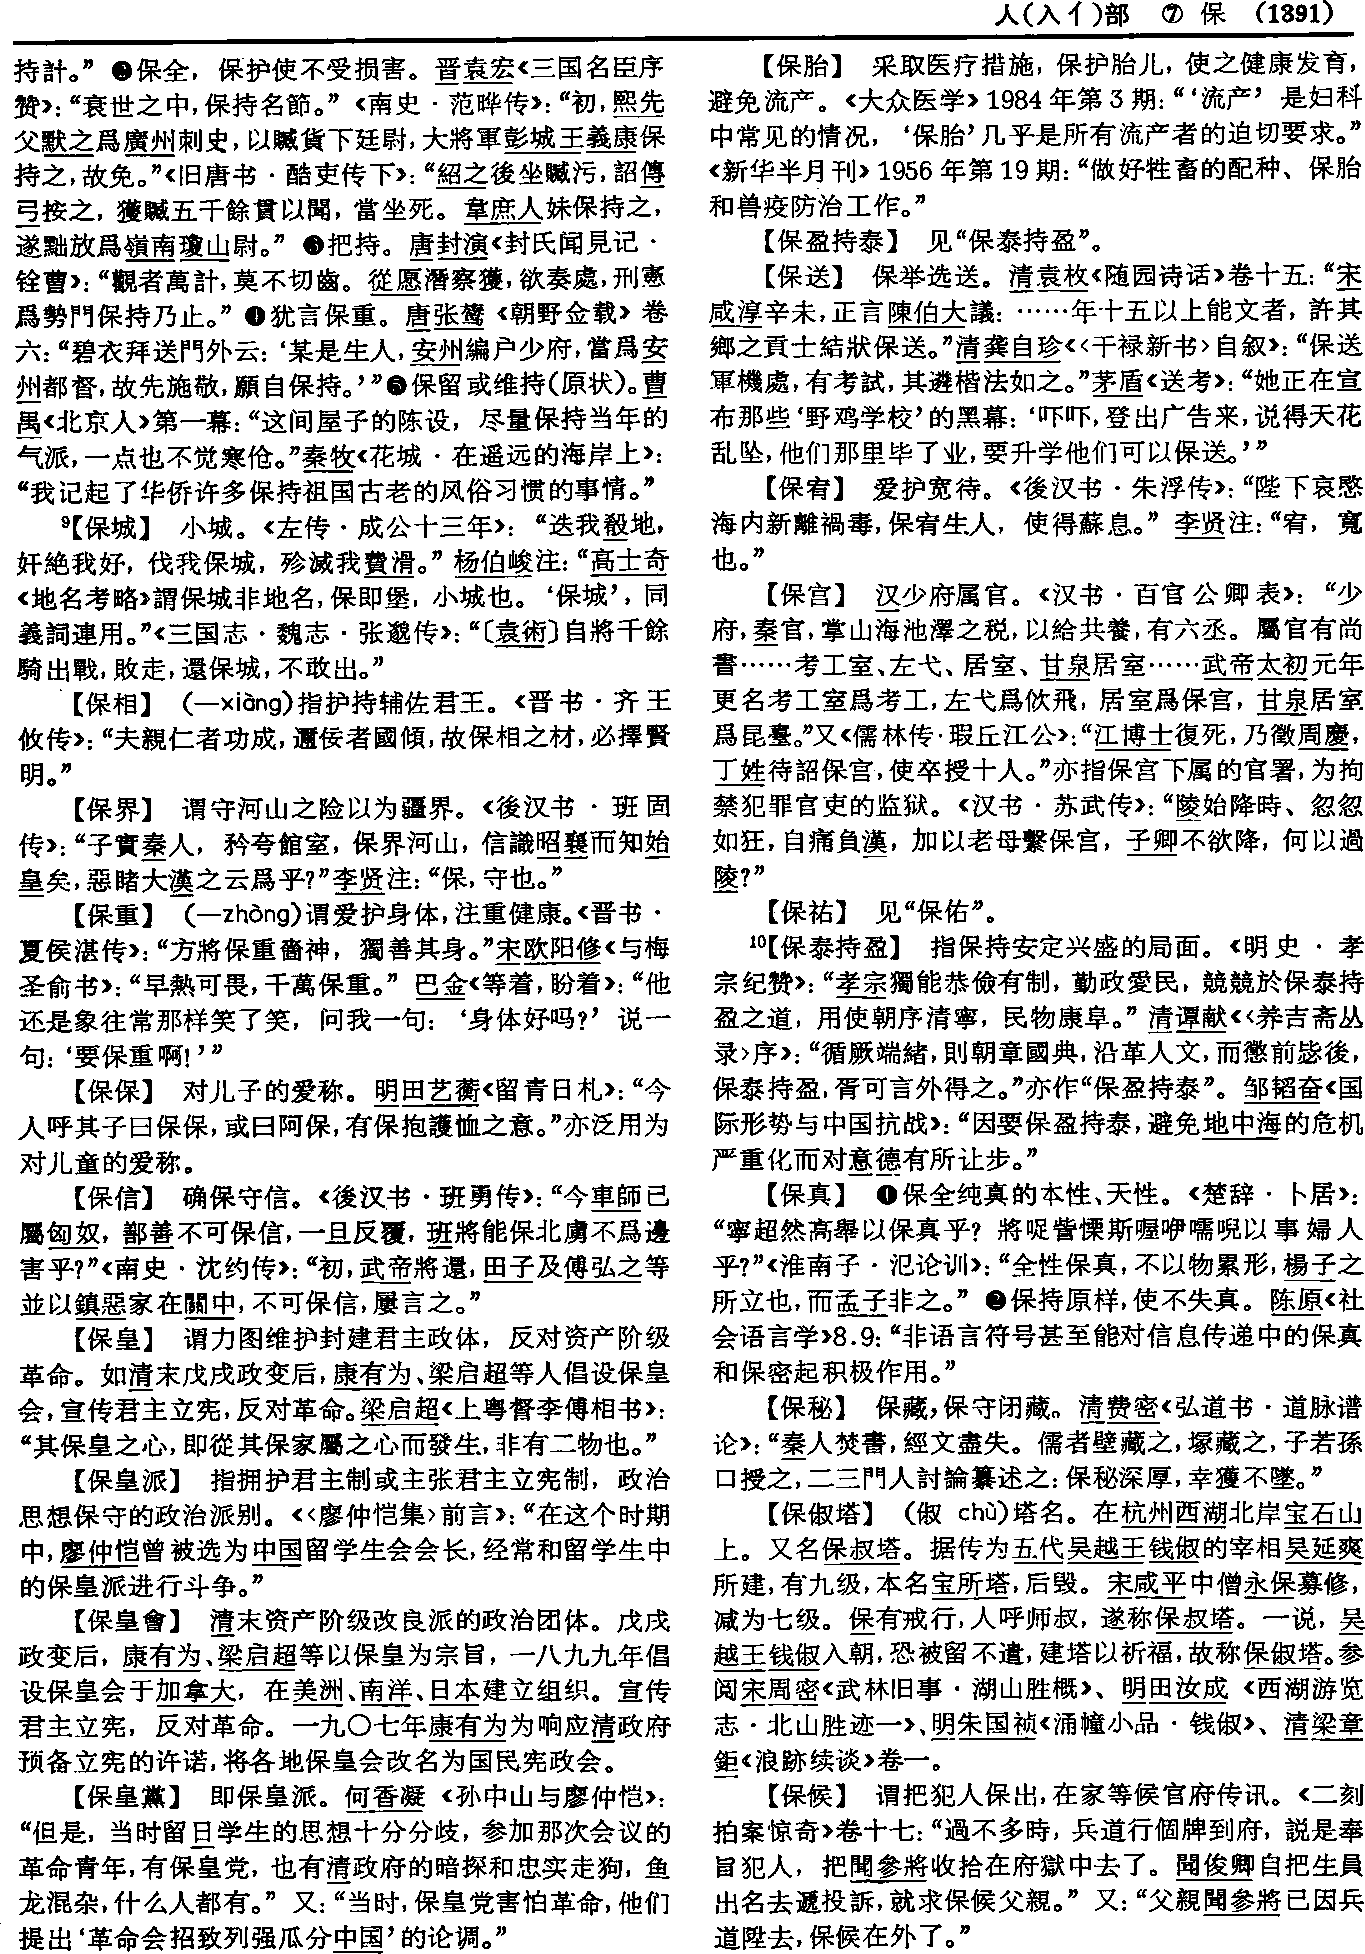 人(入亻)部　⑦　保　(1391)
持計。”❷保全，保护使不受损害。晋袁宏《三国名臣序
赞》：“衰世之中，保持名節。”《南史·范晔传》：“初，熙先
父默之爲廣州刺史，以贓貨下廷尉，大將軍彭城王義康保
持之，故免。”《旧唐书·酷吏传下》：“紹之後坐贓污，詔傳
弓按之，獲贓五千餘貫以聞，當坐死。韋庶人妹保持之，
遂黜放爲嶺南瓊山尉。”❸把持。唐封演《封氏闻見记·
铨曹》：“觀者萬計，莫不切齒。從愿潛察獲，欲奏處，刑憲
爲勢門保持乃止。”❹犹言保重。唐张鷟《朝野佥载》卷
六：“碧衣拜送門外云：‘某是生人，安州編户少府，當爲安
州都督，故先施敬，願自保持。’”❺保留或维持(原状)。曹
禺《北京人》第一幕：“这间屋子的陈设，尽量保持当年的
气派，一点也不觉寒伧。”秦牧《花城·在遥远的海岸上》：
“我记起了华侨许多保持祖国古老的风俗习惯的事情。”
9【保城】　小城。《左传·成公十三年》：“迭我殽地，
奸絶我好，伐我保城，殄滅我費滑。”杨伯峻注：“高士奇
《地名考略》謂保城非地名，保即堡，小城也。‘保城’，同
義詞連用。”《三国志·魏志·张邈传》：“〔袁術〕自將千餘
騎出戰，敗走，還保城，不敢出。”
【保相】　(—xiàng)指护持辅佐君王。《晋书·齐王
攸传》：“夫親仁者功成，邇佞者國傾，故保相之材，必擇賢
明。”
【保界】　谓守河山之险以为疆界。《後汉书·班固
传》：“子實秦人，矜夸館室，保界河山，信識昭襄而知始
皇矣，惡睹大漢之云爲乎？”李贤注：“保，守也。”
【保重】　(—zhòng)谓爱护身体，注重健康。《晋书·
夏侯湛传》：“方將保重嗇神，獨善其身。”宋欧阳修《与梅
圣俞书》：“早熱可畏，千萬保重。”巴金《等着，盼着》：“他
还是象往常那样笑了笑，问我一句：‘身体好吗？’说一
句：‘要保重啊！’”
【保保】　对儿子的爱称。明田艺蘅《留青日札》：“今
人呼其子曰保保，或曰阿保，有保抱護恤之意。”亦泛用为
对儿童的爱称。
【保信】　确保守信。《後汉书·班勇传》：“今車師已
屬匈奴，鄯善不可保信，一旦反覆，班將能保北虜不爲邊
害乎？”《南史·沈约传》：“初，武帝將還，田子及傅弘之等
並以鎮惡家在關中，不可保信，屢言之。”
【保皇】　谓力图维护封建君主政体，反对资产阶级
革命。如清末戊戌政变后，康有为、梁启超等人倡设保皇
会，宣传君主立宪，反对革命。梁启超《上粤督李傅相书》：
“其保皇之心，即從其保家屬之心而發生，非有二物也。”
【保皇派】　指拥护君主制或主张君主立宪制，政治
思想保守的政治派别。《〈廖仲恺集〉前言》：“在这个时期
中，廖仲恺曾被选为中国留学生会会长，经常和留学生中
的保皇派进行斗争。”
【保皇會】　清末资产阶级改良派的政治团体。戊戌
政变后，康有为、梁启超等以保皇为宗旨，一八九九年倡
设保皇会于加拿大，在美洲、南洋、日本建立组织。宣传
君主立宪，反对革命。一九〇七年康有为为响应清政府
预备立宪的许诺，将各地保皇会改名为国民宪政会。
【保皇黨】　即保皇派。何香凝《孙中山与廖仲恺》：
“但是，当时留日学生的思想十分分歧，参加那次会议的
革命青年，有保皇党，也有清政府的暗探和忠实走狗，鱼
龙混杂，什么人都有。”又：“当时，保皇党害怕革命，他们
提出‘革命会招致列强瓜分中国’的论调。”
【保胎】　采取医疗措施，保护胎儿，使之健康发育，
避免流产。《大众医学》1984年第3期：“‘流产’是妇科
中常见的情况，‘保胎’几乎是所有流产者的迫切要求。”
《新华半月刊》1956年第19期：“做好牲畜的配种、保胎
和兽疫防治工作。”
【保盈持泰】　见“保泰持盈”。
【保送】　保举选送。清袁枚《随园诗话》卷十五：“宋
咸淳辛未，正言陳伯大議：……年十五以上能文者，許其
鄉之貢士結狀保送。”清龚自珍《〈干禄新书〉自叙》：“保送
軍機處，有考試，其遴楷法如之。”茅盾《送考》：“她正在宣
布那些‘野鸡学校’的黑幕：‘吓吓，登出广告来，说得天花
乱坠，他们那里毕了业，要升学他们可以保送。’”
【保宥】　爱护宽待。《後汉书·朱浮传》：“陛下哀愍
海内新離禍毒，保宥生人，使得蘇息。”李贤注：“宥，寬
也。”
【保宫】　汉少府属官。《汉书·百官公卿表》：“少
府，秦官，掌山海池澤之税，以給共養，有六丞。屬官有尚
書……考工室、左弋、居室、甘泉居室……武帝太初元年
更名考工室爲考工，左弋爲佽飛，居室爲保宫，甘泉居室
爲昆臺。”又《儒林传·瑕丘江公》：“江博士復死，乃徵周慶，
丁姓待詔保宫，使卒授十人。”亦指保宫下属的官署，为拘
禁犯罪官吏的监狱。《汉书·苏武传》：“陵始降時、忽忽
如狂，自痛負漢，加以老母繫保宫，子卿不欲降，何以過
陵？”
【保祐】　见“保佑”。
10【保泰持盈】　指保持安定兴盛的局面。《明史·孝
宗纪赞》：“孝宗獨能恭儉有制，勤政愛民，兢兢於保泰持
盈之道，用使朝序清寧，民物康阜。”清谭献《〈养吉斋丛
录〉序》：“循厥端緒，則朝章國典，沿革人文，而懲前毖後，
保泰持盈，胥可言外得之。”亦作“保盈持泰”。邹韬奋《国
际形势与中国抗战》：“因要保盈持泰，避免地中海的危机
严重化而对意德有所让步。”
【保真】　❶保全纯真的本性、天性。《楚辞·卜居》：
“寧超然高舉以保真乎？將哫訾慄斯喔咿嚅唲以事婦人
乎？”《淮南子·氾论训》：“全性保真，不以物累形，楊子之
所立也，而孟子非之。”❷保持原样，使不失真。陈原《社
会语言学》8.9：“非语言符号甚至能对信息传递中的保真
和保密起积极作用。”
【保秘】　保藏，保守闭藏。清费密《弘道书·道脉谱
论》：“秦人焚書，經文盡失。儒者壁藏之，塚藏之，子若孫
口授之，二三門人討論纂述之：保秘深厚，幸獲不墜。”
【保俶塔】　(俶 chù)塔名。在杭州西湖北岸宝石山
上。又名保叔塔。据传为五代吴越王钱俶的宰相吴延爽
所建，有九级，本名宝所塔，后毁。宋咸平中僧永保募修，
减为七级。保有戒行，人呼师叔，遂称保叔塔。一说，吴
越王钱俶入朝，恐被留不遣，建塔以祈福，故称保俶塔。参
阅宋周密《武林旧事·湖山胜概》、明田汝成《西湖游览
志·北山胜迹一》、明朱国祯《涌幢小品·钱俶》、清梁章
鉅《浪跡续谈》卷一。
【保候】　谓把犯人保出，在家等候官府传讯。《二刻
拍案惊奇》卷十七：“過不多時，兵道行個牌到府，説是奉
旨犯人，把聞參將收拾在府獄中去了。聞俊卿自把生員
出名去遞投訴，就求保候父親。”又：“父親聞參將已因兵
道陞去，保候在外了。”